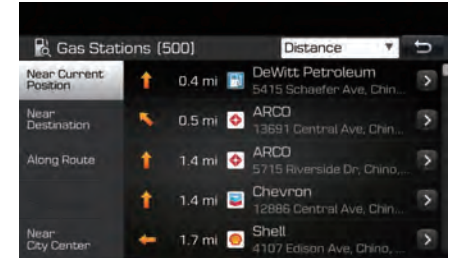 Gas Stations (500)
Distance
Near Current
Position
0.4 mi
DeWitt Petroleum
5415 Schaefer Ave, Chin...
Near
Destination
0.5 mi
ARCO
13691 Central Ave, Chin...
Along Route
1.4 mi
ARCO
5715 Riverside Dr, Chino,...
1.4 mi
Chevron
12886 Central Ave, Chin...
Near
City Center
1.7 mi
Shell
4107 Edison Ave, Chino, ...